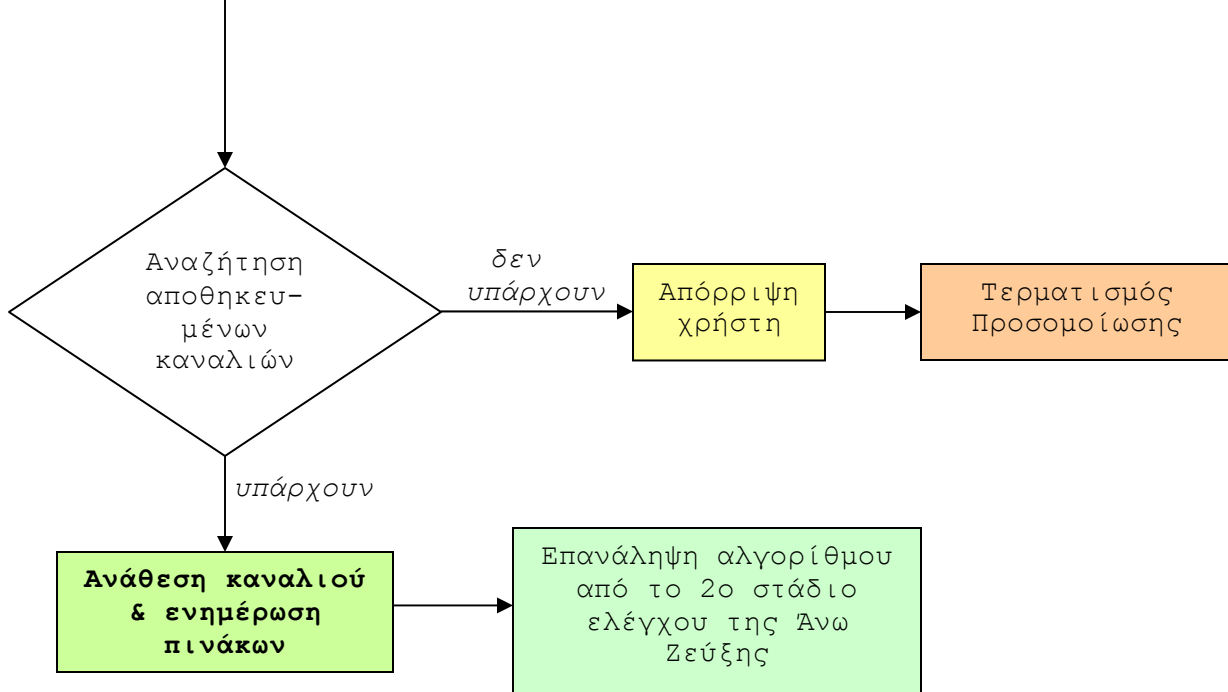 Αναζήτηση
αποθηκευ-
μένων
καναλιών
δεν
υπάρχουν
Απόρριψη
χρήστη
Τερματισμός
Προσομοίωσης
υπάρχουν
Ανάθεση καναλιού
& ενημέρωση
πινάκων
Επανάληψη αλγορίθμου
από το 2ο στάδιο
ελέγχου της Άνω
Ζεύξης